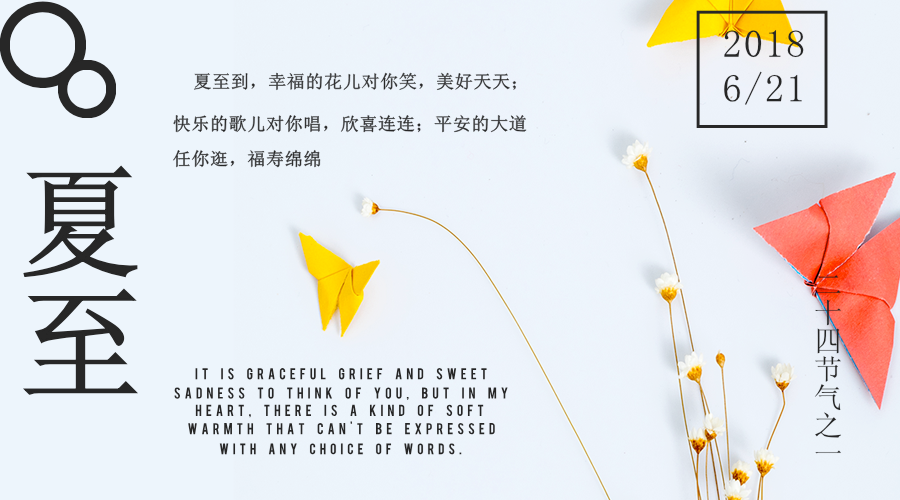 2018
6/21
夏至到，幸福的花儿对你笑，美好天天；
快乐的歌儿对你唱，欣喜连连；平安的大道
任你逛，福寿绵绵
夏至
二十四节气之一
IT IS GRACEFUL GRIEF AND SWEET
SADNESS TO THINK OF YOU, BUT IN MY
HEART, THERE IS A KIND OF SOFT
WARMTH THAT CAN'T BE EXPRESSED
WITH ANY CHOICE OF WORDS.